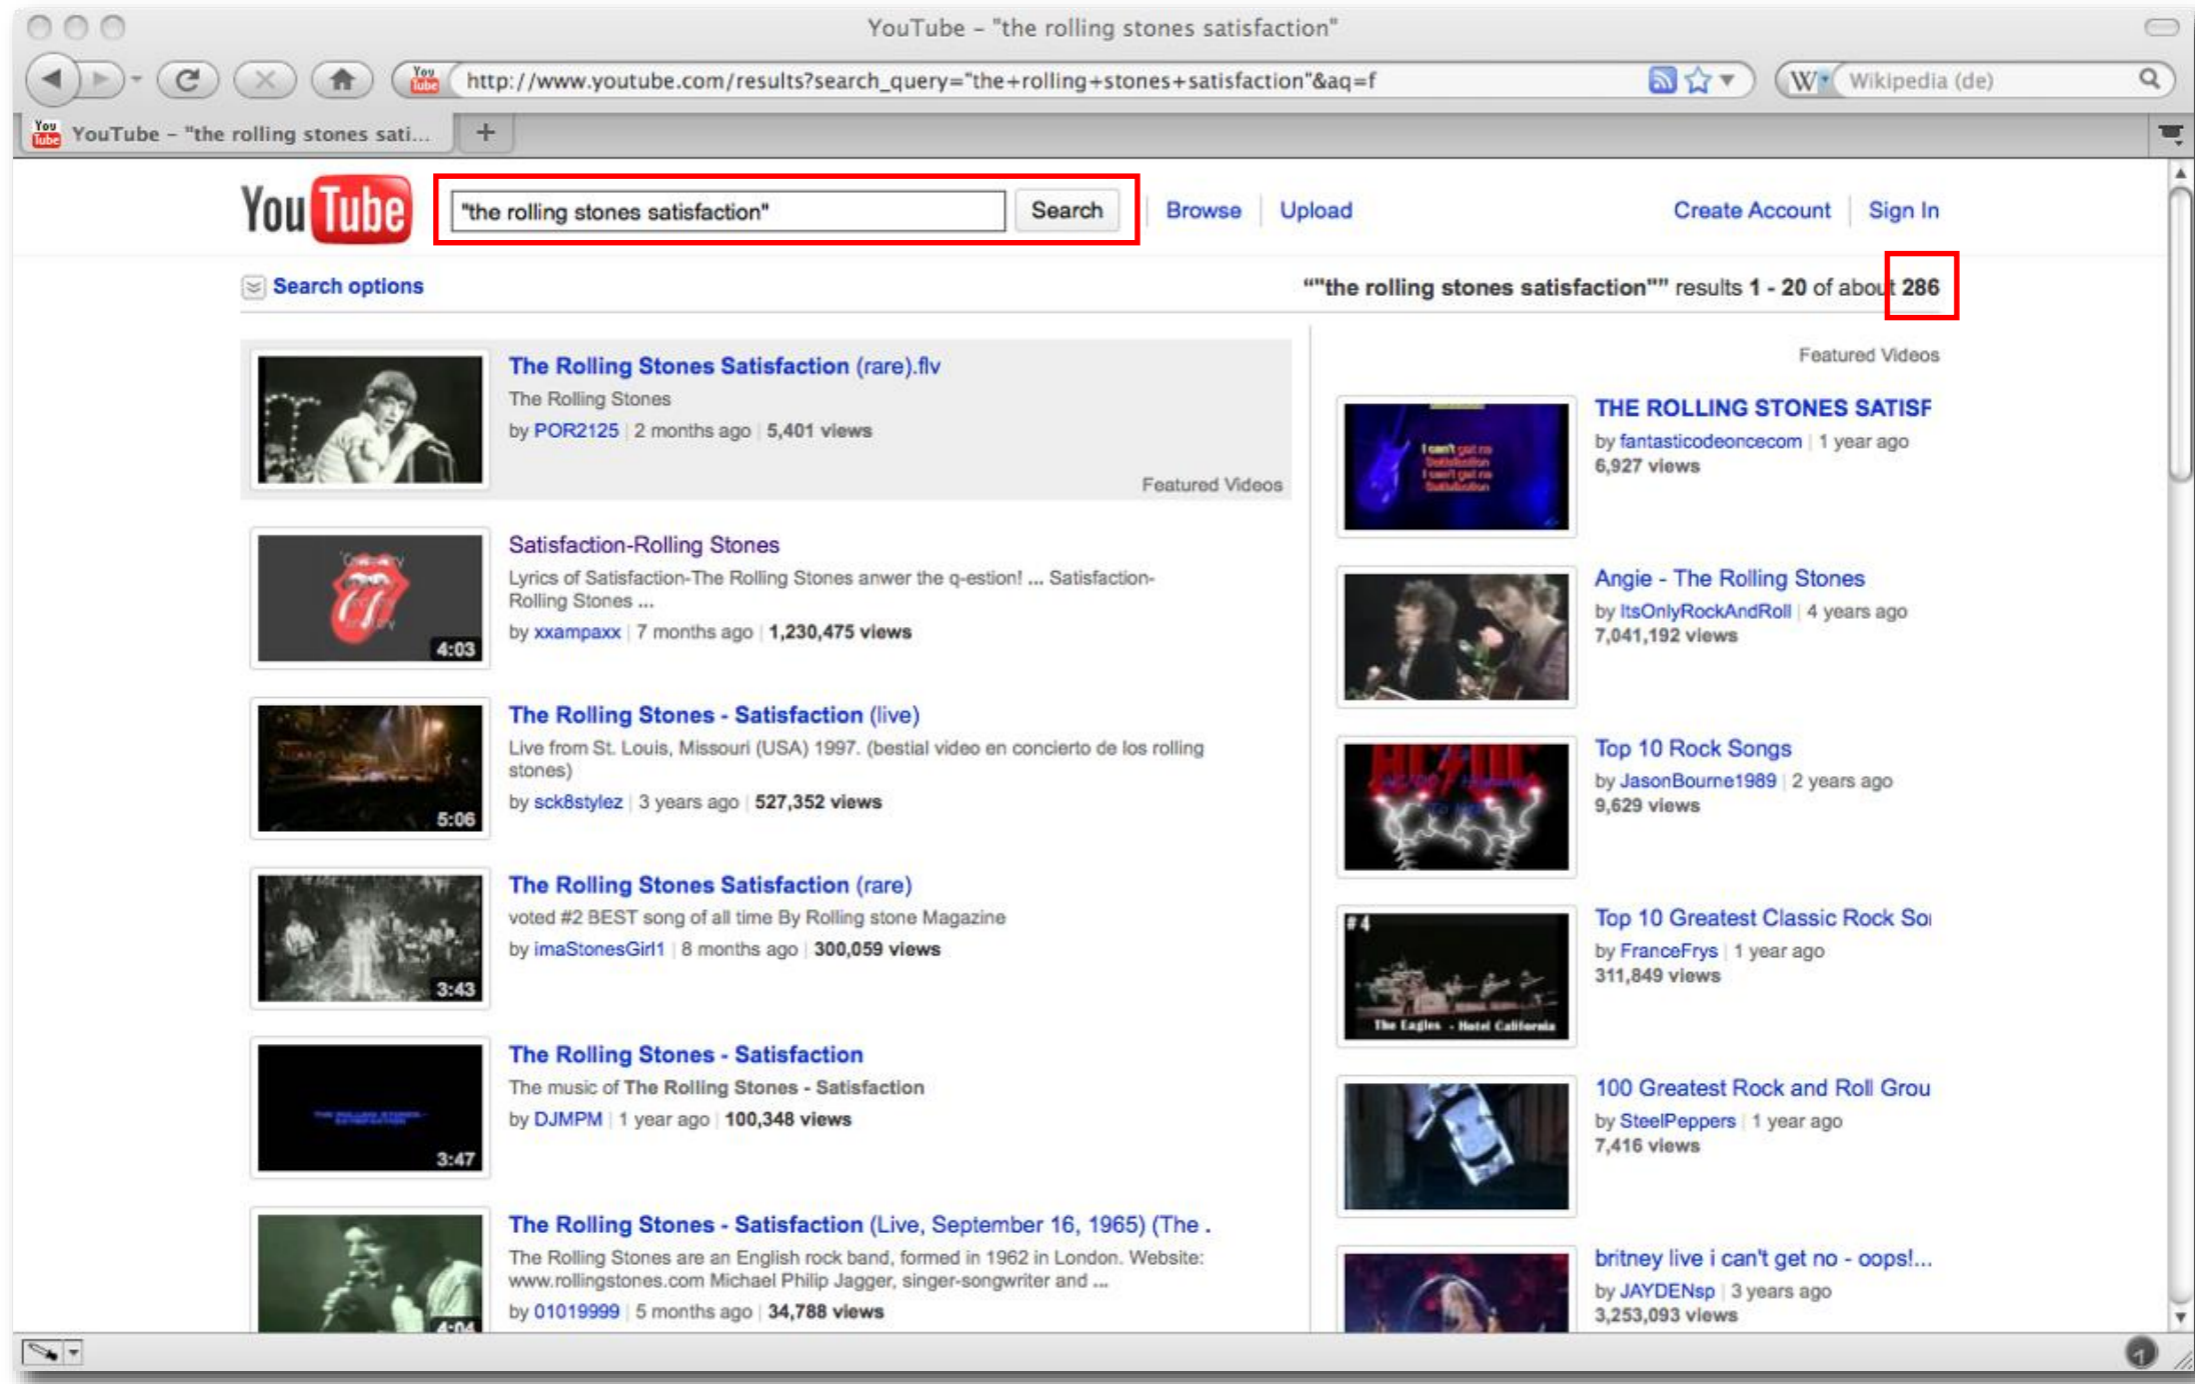 YouTube – "the rolling stones satisfaction"
http://www.youtube.com/results?search_query="the+rolling+stones+satisfaction"&aq=f
Wikipedia (de)
YouTube – "the rolling stones sati...
YouTube
"the rolling stones satisfaction"
Search
Browse
Upload
Create Account
Sign In
Search options
""the rolling stones satisfaction"" results 1 - 20 of about 286
The Rolling Stones Satisfaction (rare).flv
The Rolling Stones
by POR2125 | 2 months ago | 5,401 views
Featured Videos
Satisfaction-Rolling Stones
Lyrics of Satisfaction-The Rolling Stones anwer the q-estion! ... Satisfaction-
Rolling Stones ...
by xxampaxx | 7 months ago | 1,230,475 views
4:03
The Rolling Stones - Satisfaction (live)
Live from St. Louis, Missouri (USA) 1997. (bestial video en concierto de los rolling
stones)
by sck8stylez | 3 years ago | 527,352 views
5:06
The Rolling Stones Satisfaction (rare)
voted #2 BEST song of all time By Rolling stone Magazine
by imaStonesGirl1 | 8 months ago | 300,059 views
3:43
The Rolling Stones - Satisfaction
The music of The Rolling Stones - Satisfaction
by DJMPM | 1 year ago | 100,348 views
3:47
The Rolling Stones - Satisfaction (Live, September 16, 1965) (The .
The Rolling Stones are an English rock band, formed in 1962 in London. Website:
www.rollingstones.com Michael Philip Jagger, singer-songwriter and ...
by 01019999 | 5 months ago | 34,788 views
4:04
Featured Videos
THE ROLLING STONES SATISF
by fantasticodeoncecom | 1 year ago
6,927 views
I can't get no
Satisfaction
I can't get no
Satisfaction
Angie - The Rolling Stones
by ItsOnlyRockAndRoll | 4 years ago
7,041,192 views
Top 10 Rock Songs
by JasonBourne1989 | 2 years ago
9,629 views
Top 10 Greatest Classic Rock So
by FranceFrys | 1 year ago
311,849 views
#4
The Eagles - Hotel California
100 Greatest Rock and Roll Grou
by SteelPeppers | 1 year ago
7,416 views
britney live i can't get no - oops!...
by JAYDENsp | 3 years ago
3,253,093 views